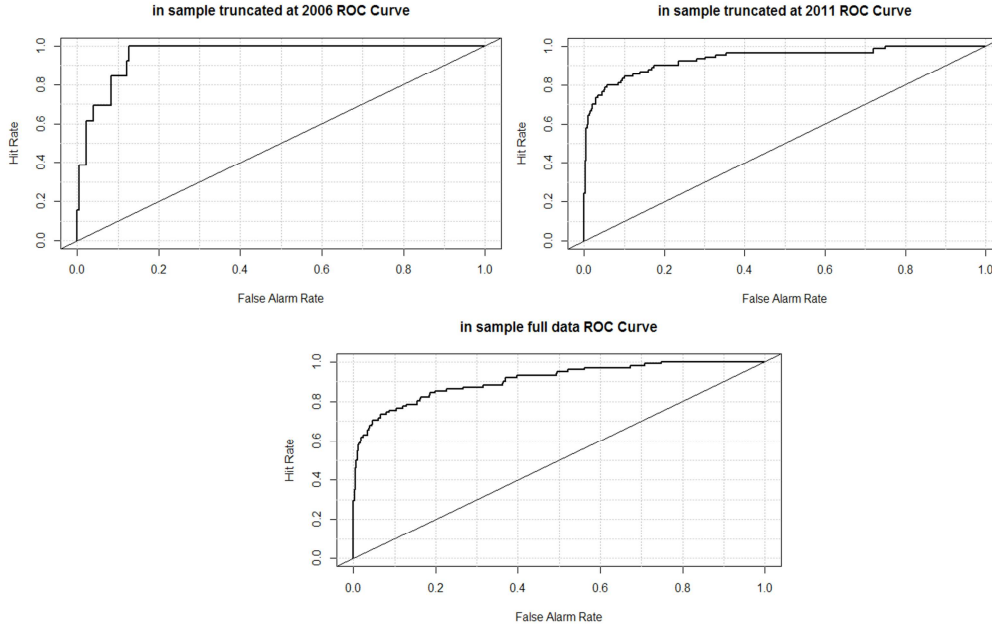 in sample truncated at 2006 ROC Curve
Hit Rate
1.0
0.8
0.6
0.4
0.2
0.0
0.0 0.2 0.4 0.6 0.8 1.0
False Alarm Rate
in sample truncated at 2011 ROC Curve
Hit Rate
1.0
0.8
0.6
0.4
0.2
0.0
0.0 0.2 0.4 0.6 0.8 1.0
False Alarm Rate
in sample full data ROC Curve
Hit Rate
1.0
0.8
0.6
0.4
0.2
0.0
0.0 0.2 0.4 0.6 0.8 1.0
False Alarm Rate